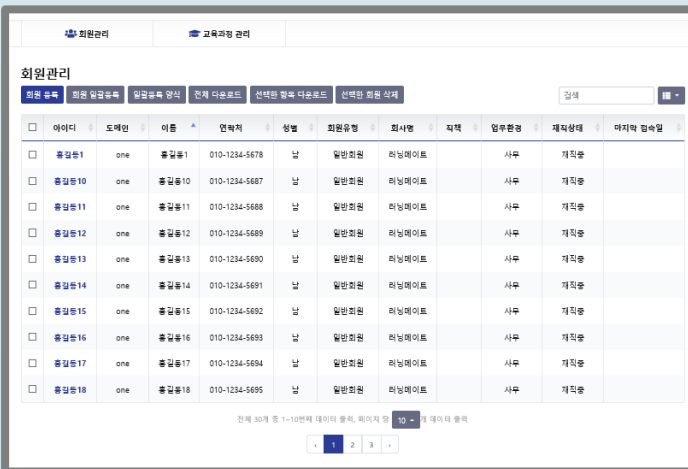 회원관리 교육과정 관리
회원관리
회원 등록 회원 일괄등록 일괄등록 양식 전체 다운로드 선택한 항목 다운로드 선택한 회원 삭제 검색
아이디 도메인 이름 연락처 성별 회원유형 회사명 직책 업무환경 재직상태 마지막 접속일
홍길동1 one 홍길동1 010-1234-5678 남 일반회원 러닝메이트 사무 재직중
홍길동10 one 홍길동10 010-1234-5687 남 일반회원 러닝메이트 사무 재직중
홍길동11 one 홍길동11 010-1234-5688 남 일반회원 러닝메이트 사무 재직중
홍길동12 one 홍길동12 010-1234-5689 남 일반회원 러닝메이트 사무 재직중
홍길동13 one 홍길동13 010-1234-5690 남 일반회원 러닝메이트 사무 재직중
홍길동14 one 홍길동14 010-1234-5691 남 일반회원 러닝메이트 사무 재직중
홍길동15 one 홍길동15 010-1234-5692 남 일반회원 러닝메이트 사무 재직중
홍길동16 one 홍길동16 010-1234-5693 남 일반회원 러닝메이트 사무 재직중
홍길동17 one 홍길동17 010-1234-5694 남 일반회원 러닝메이트 사무 재직중
홍길동18 one 홍길동18 010-1234-5695 남 일반회원 러닝메이트 사무 재직중
전체 30개 중 1~10번째 데이터 출력, 페이지 당 10 개 데이터 출력
‹ 1 2 3 ›